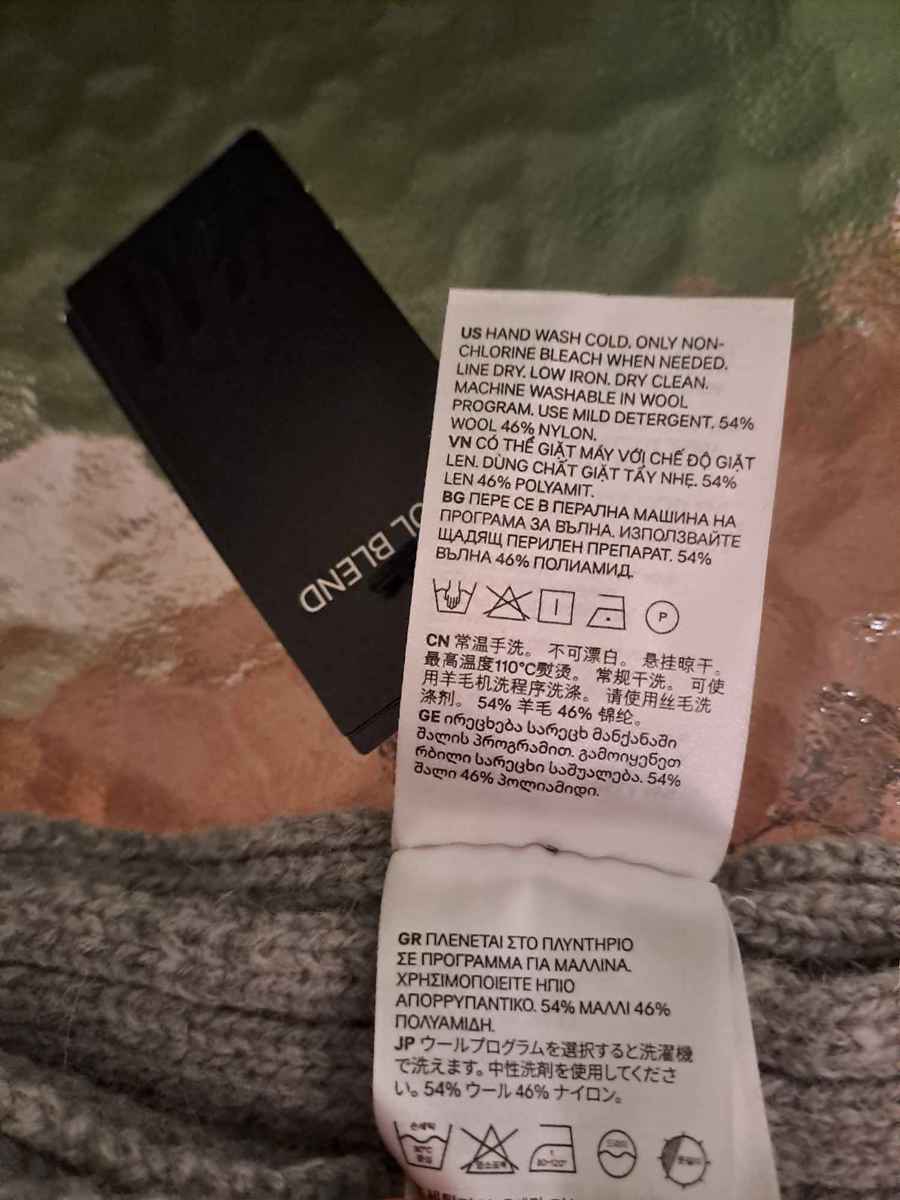 BLEND
US HAND WASH COLD. ONLY NON-
CHLORINE BLEACH WHEN NEEDED.
LINE DRY. LOW IRON. DRY CLEAN.
MACHINE WASHABLE IN WOOL
PROGRAM. USE MILD DETERGENT. 54%
WOOL 46% NYLON.
VN CÓ THỂ GIẶT MÁY VỚI CHẾ ĐỘ GIẶT
LEN. DÙNG CHẤT GIẶT TẨY NHẸ. 54%
LEN 46% POLYAMIT.
BG ПЕРЕ СЕ В ПЕРАЛНА МАШИНА НА
ПРОГРАМА ЗА ВЪЛНА. ИЗПОЛЗВАЙТЕ
ЩАДЯЩ ПЕРИЛЕН ПРЕПАРАТ. 54%
ВЪЛНА 46% ПОЛИАМИД.
P
CN 常温手洗。 不可漂白。 悬挂晾干。
最高温度110°C熨烫。 常规干洗。 可使
用羊毛机洗程序洗涤。 请使用丝毛洗
涤剂。 54% 羊毛 46% 锦纶。
GE ირეცხება სარეცხ მანქანაში
შალის პროგრამით. გამოიყენეთ
რბილი სარეცხი საშუალება. 54%
შალი 46% პოლიამიდი.
GR ΠΛΕΝΕΤΑΙ ΣΤΟ ΠΛΥΝΤΗΡΙΟ
ΣΕ ΠΡΟΓΡΑΜΜΑ ΓΙΑ ΜΑΛΛΙΝΑ.
ΧΡΗΣΙΜΟΠΟΙΕΙΤΕ ΗΠΙΟ
ΑΠΟΡΡΥΠΑΝΤΙΚΟ. 54% ΜΑΛΛΙ 46%
ΠΟΛΥΑΜΙΔΗ.
JP ウールプログラムを選択すると洗濯機
で洗えます。中性洗剤を使用してくださ
い。54% ウール 46% ナイロン。
손세탁
80-120°